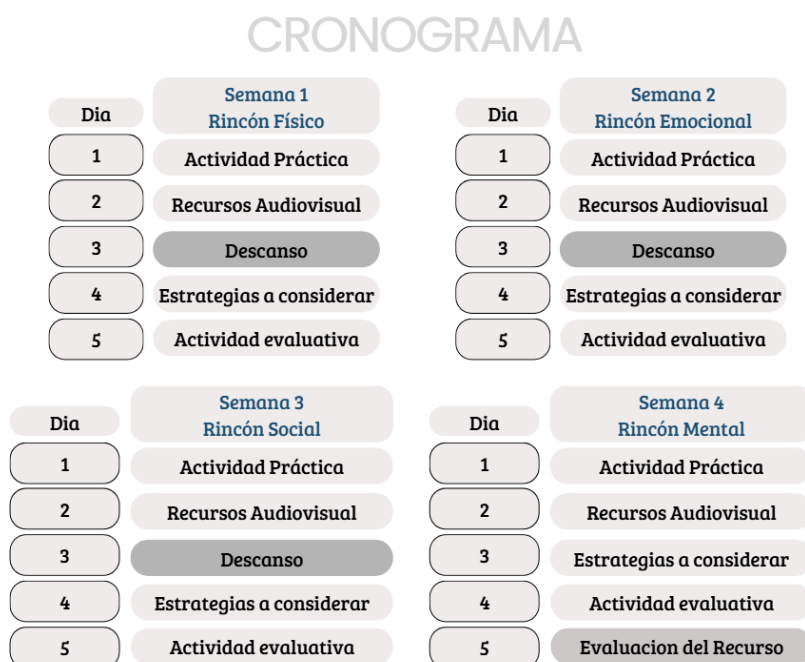 CRONOGRAMA
Dia
Semana 1
Rincón Físico
1
Actividad Práctica
2
Recursos Audiovisual
3
Descanso
4
Estrategias a considerar
5
Actividad evaluativa
Dia
Semana 2
Rincón Emocional
1
Actividad Práctica
2
Recursos Audiovisual
3
Descanso
4
Estrategias a considerar
5
Actividad evaluativa
Dia
Semana 3
Rincón Social
1
Actividad Práctica
2
Recursos Audiovisual
3
Descanso
4
Estrategias a considerar
5
Actividad evaluativa
Dia
Semana 4
Rincón Mental
1
Actividad Práctica
2
Recursos Audiovisual
3
Estrategias a considerar
4
Actividad evaluativa
5
Evaluacion del Recurso